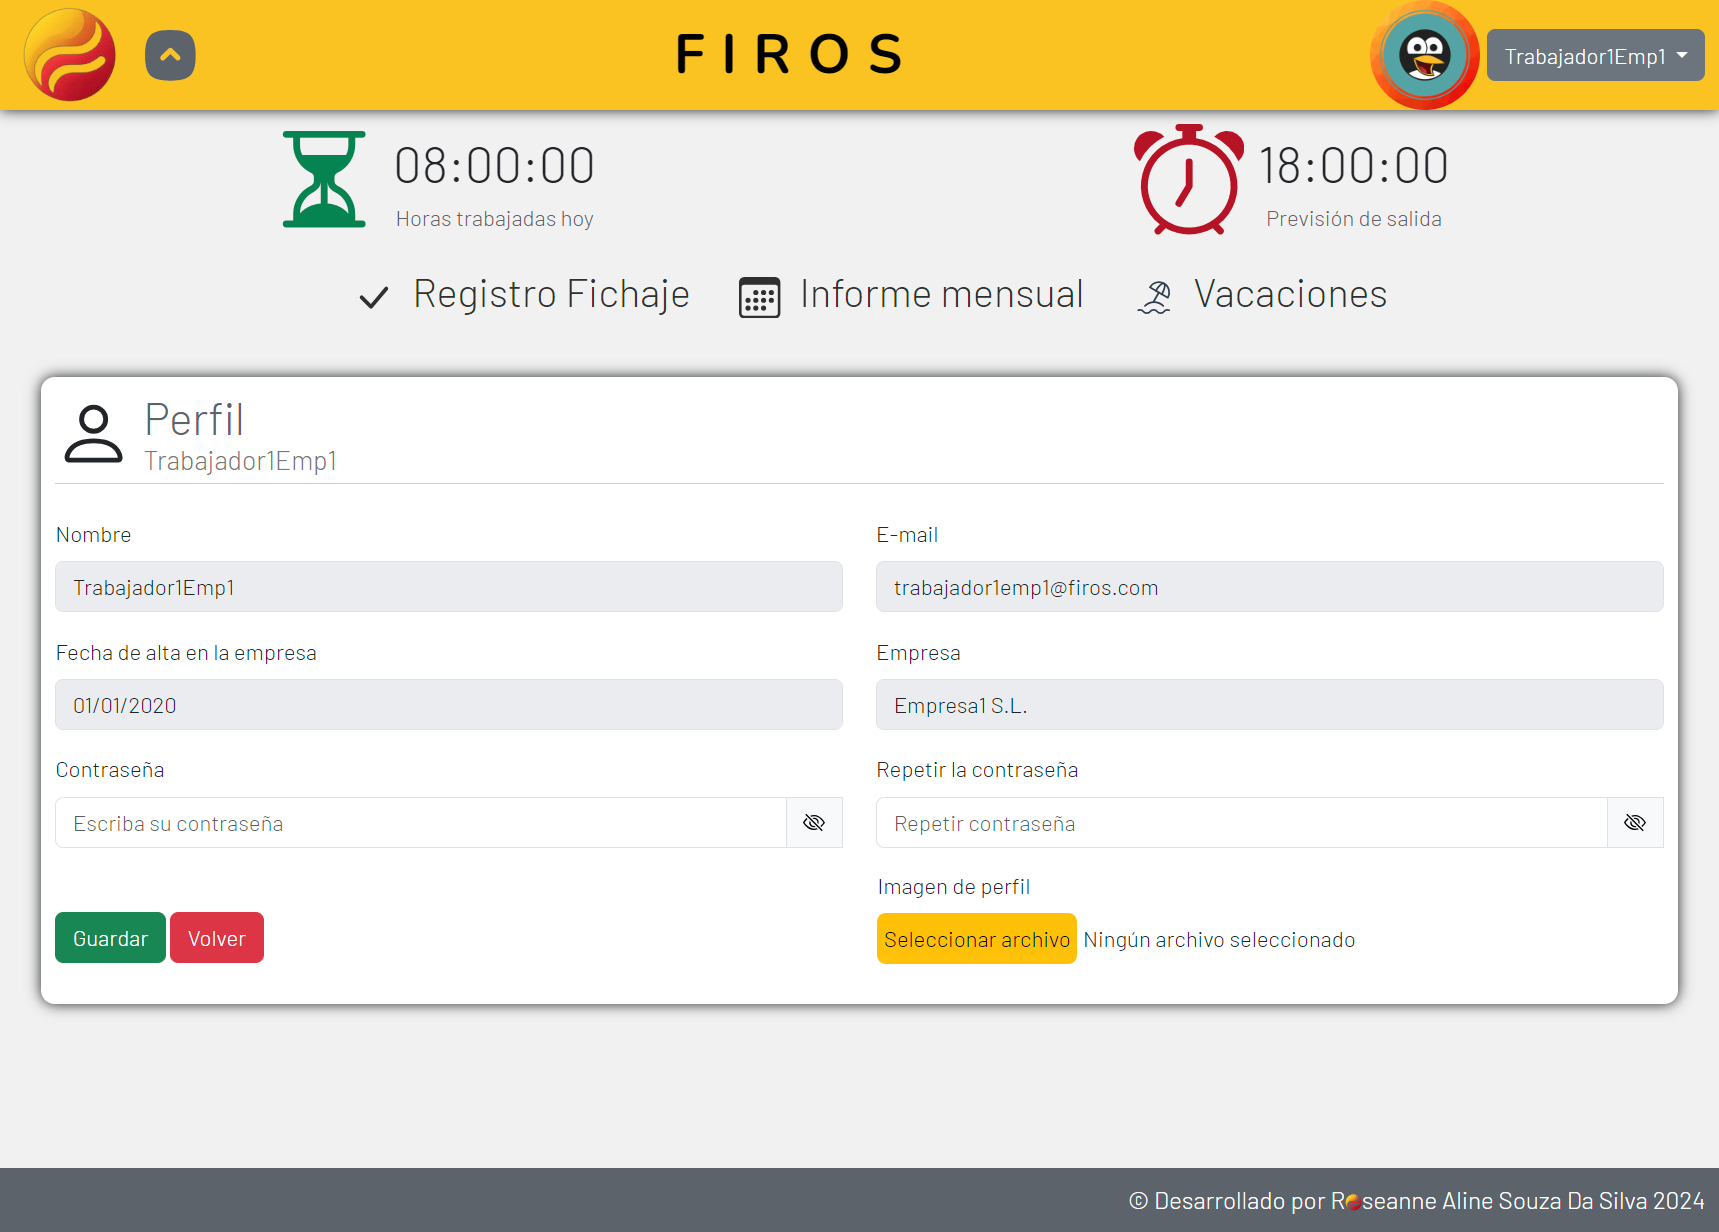 FIROS
Trabajador1Emp1
08:00:00
Horas trabajadas hoy
18:00:00
Previsión de salida
Registro Fichaje
Informe mensual
Vacaciones
Perfil
Trabajador1Emp1
Nombre
E-mail
Trabajador1Emp1
trabajador1emp1@firos.com
Fecha de alta en la empresa
Empresa
01/01/2020
Empresa1 S.L.
Contraseña
Repetir la contraseña
Escriba su contraseña
Repetir contraseña
Imagen de perfil
Guardar
Volver
Seleccionar archivo
Ningún archivo seleccionado
© Desarrollado por Roseanne Aline Souza Da Silva 2024